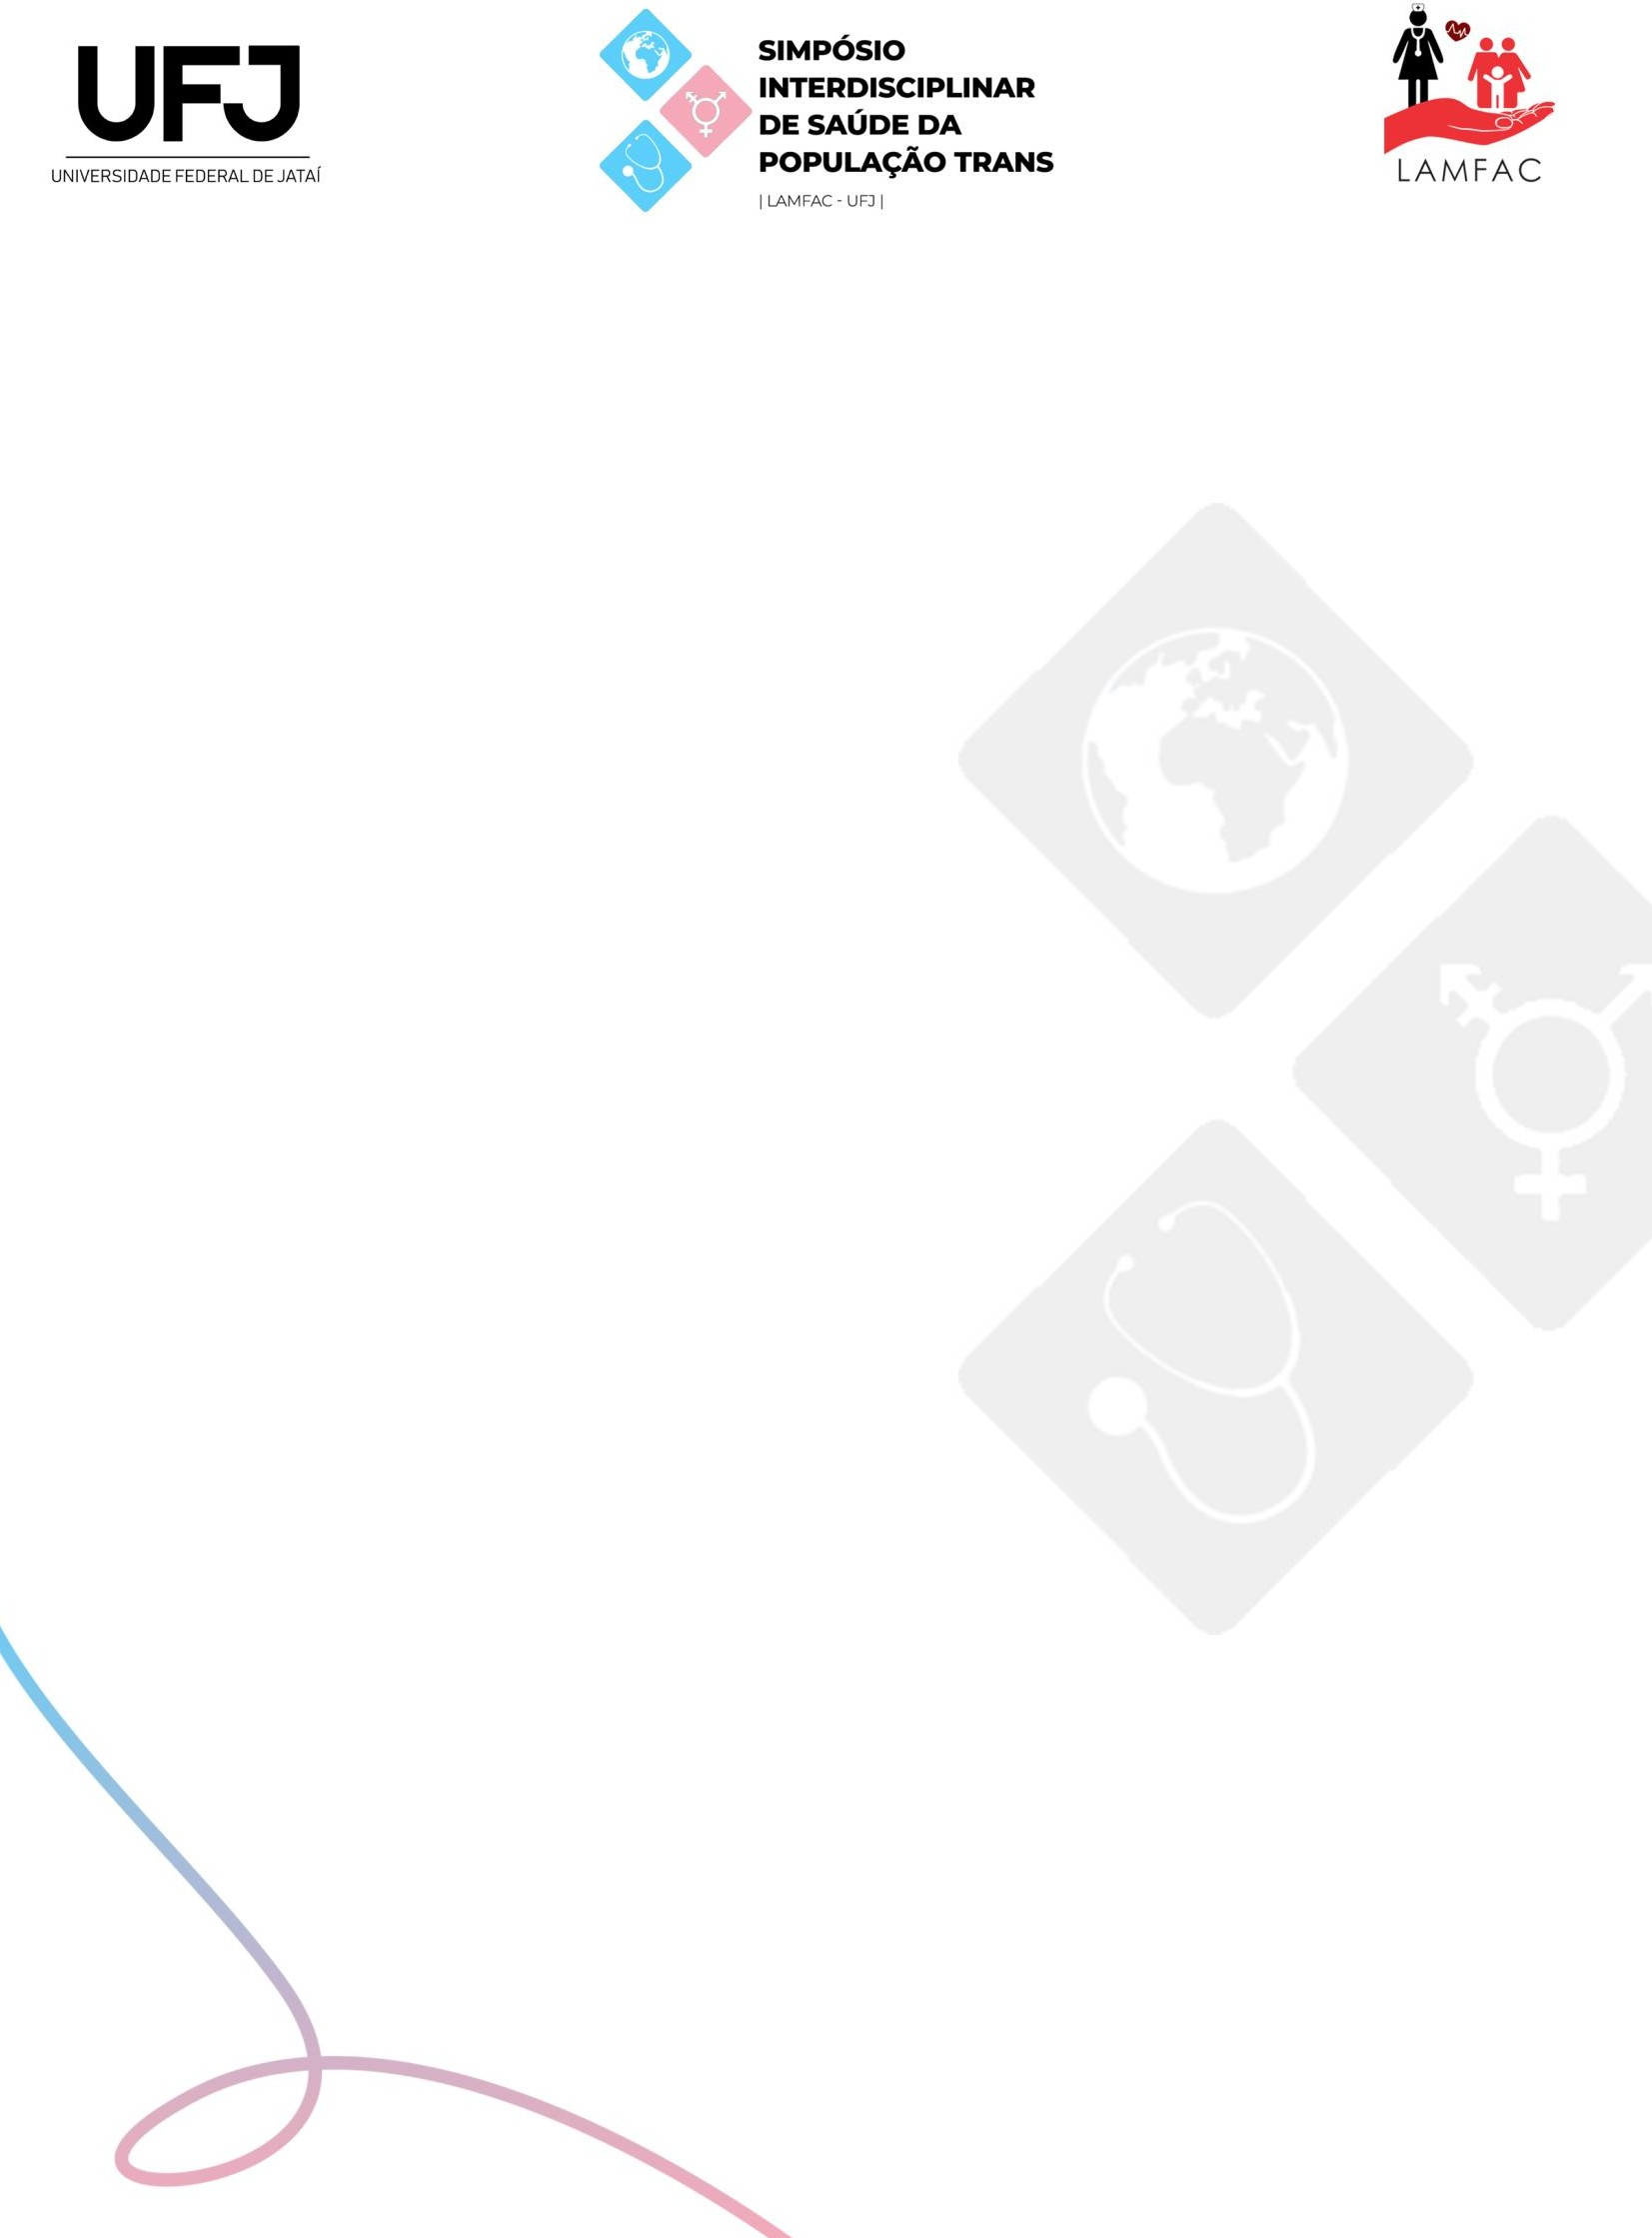 UFJ
UNIVERSIDADE FEDERAL DE JATAÍ
SIMPÓSIO
INTERDISCIPLINAR
DE SAÚDE DA
POPULAÇÃO TRANS
| LAMFAC - UFJ |
LAMFAC